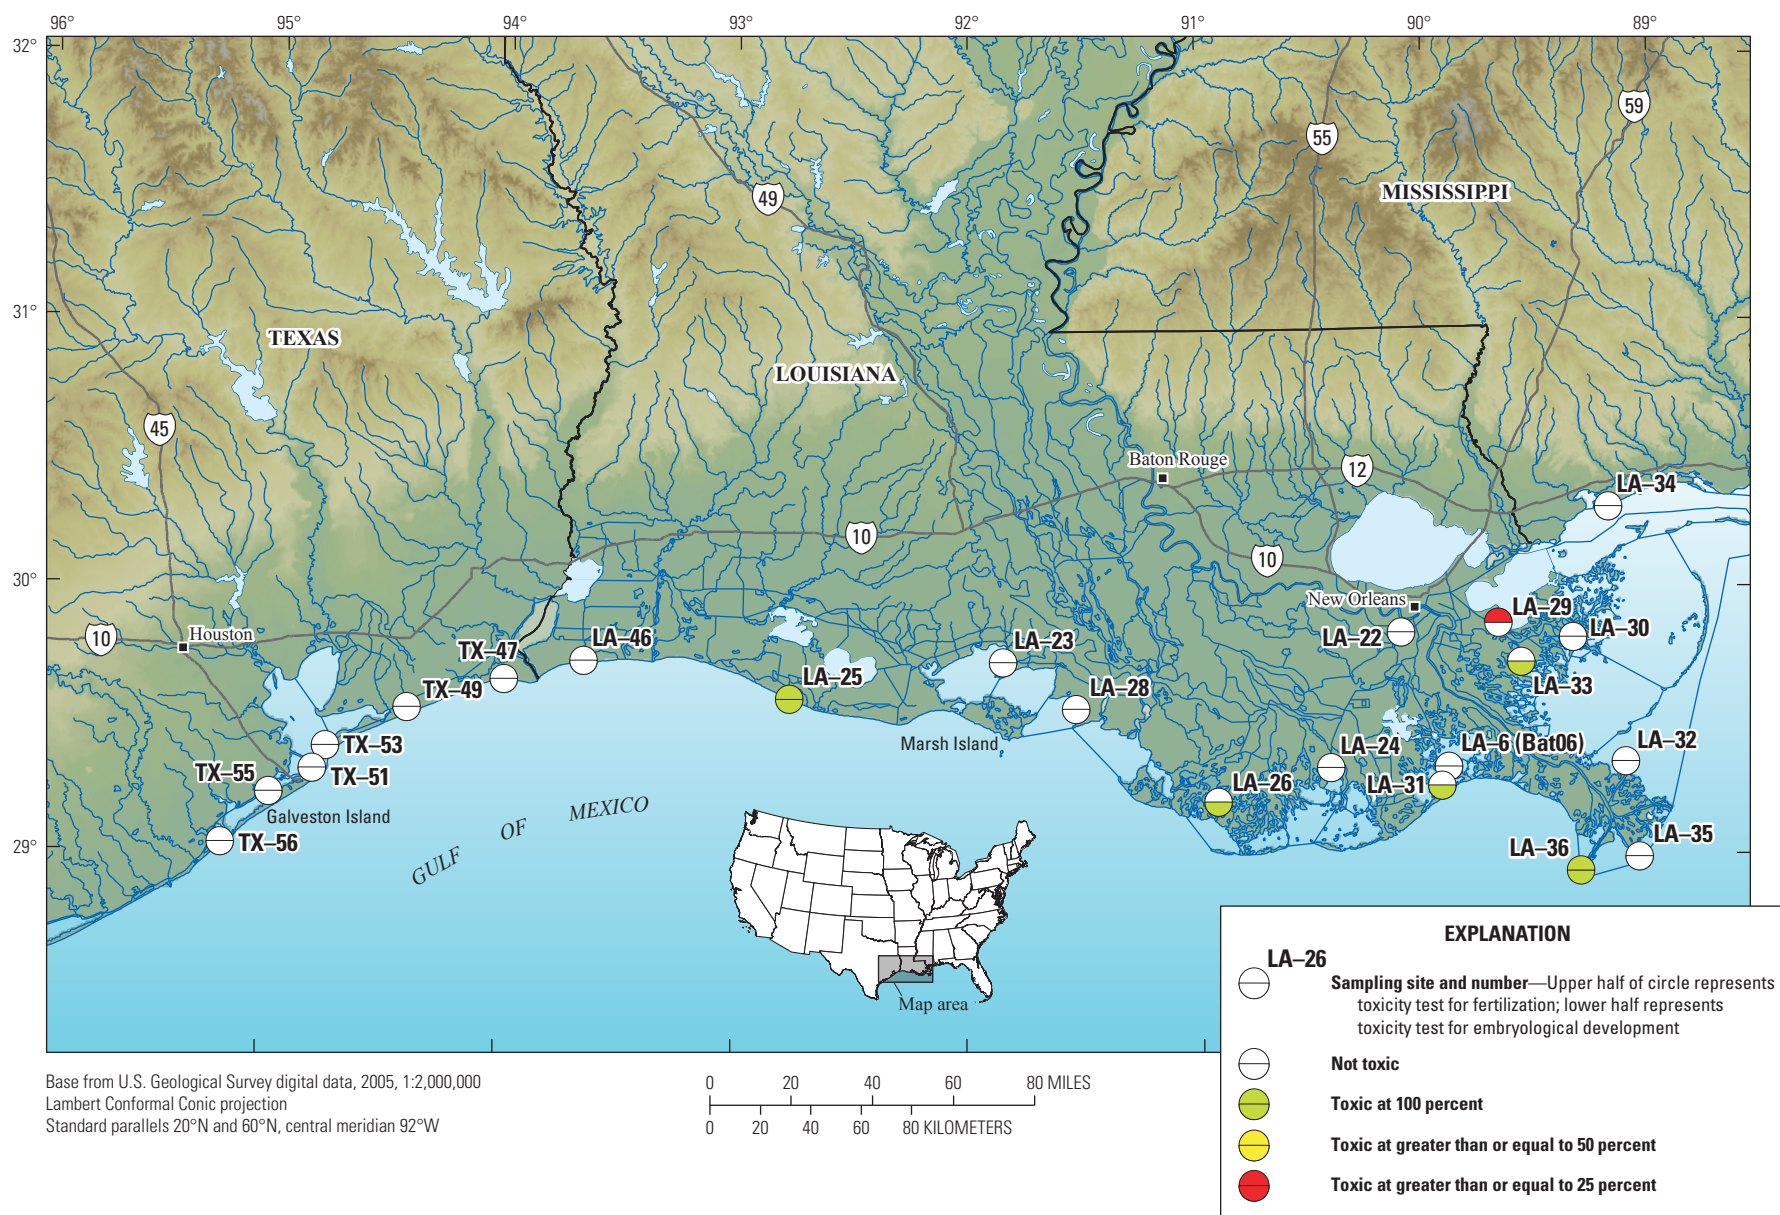 96°
95°
94°
93°
92°
91°
90°
89°
32°
59
55
MISSISSIPPI
49
31°
TEXAS
LOUISIANA
45
Baton Rouge
12
LA–34
10
10
30°
New Orleans
LA–29
10
Houston
LA–22
LA–30
TX–47
LA–46
LA–23
LA–25
LA–33
TX–49
LA–28
TX–53
Marsh Island
LA–24
LA–6 (Bat06)
LA–32
TX–55
TX–51
LA–26
LA–31
Galveston Island
GULF OF MEXICO
TX–56
29°
LA–36
LA–35
Map area
EXPLANATION
LA–26
Sampling site and number—Upper half of circle represents
toxicity test for fertilization; lower half represents
toxicity test for embryological development
Not toxic
Toxic at 100 percent
Toxic at greater than or equal to 50 percent
Toxic at greater than or equal to 25 percent
Base from U.S. Geological Survey digital data, 2005, 1:2,000,000
Lambert Conformal Conic projection
Standard parallels 20°N and 60°N, central meridian 92°W
0 20 40 60 80 MILES
0 20 40 60 80 KILOMETERS